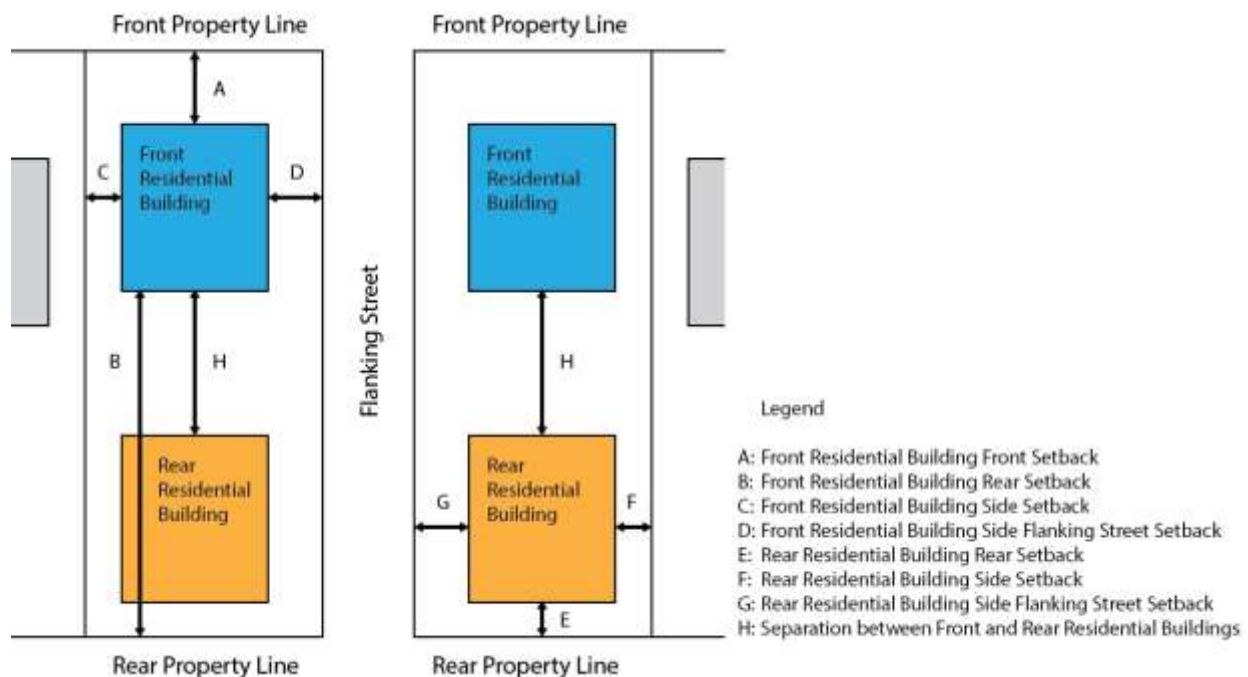 Front Property Line
Front Property Line
A
Front
Residential
Building
C
D
Front
Residential
Building
Flanking Street
B
H
H
Rear
Residential
Building
Rear
Residential
Building
G
F
E
Rear Property Line
Rear Property Line
Legend
A: Front Residential Building Front Setback
B: Front Residential Building Rear Setback
C: Front Residential Building Side Setback
D: Front Residential Building Side Flanking Street Setback
E: Rear Residential Building Rear Setback
F: Rear Residential Building Side Setback
G: Rear Residential Building Side Flanking Street Setback
H: Separation between Front and Rear Residential Buildings